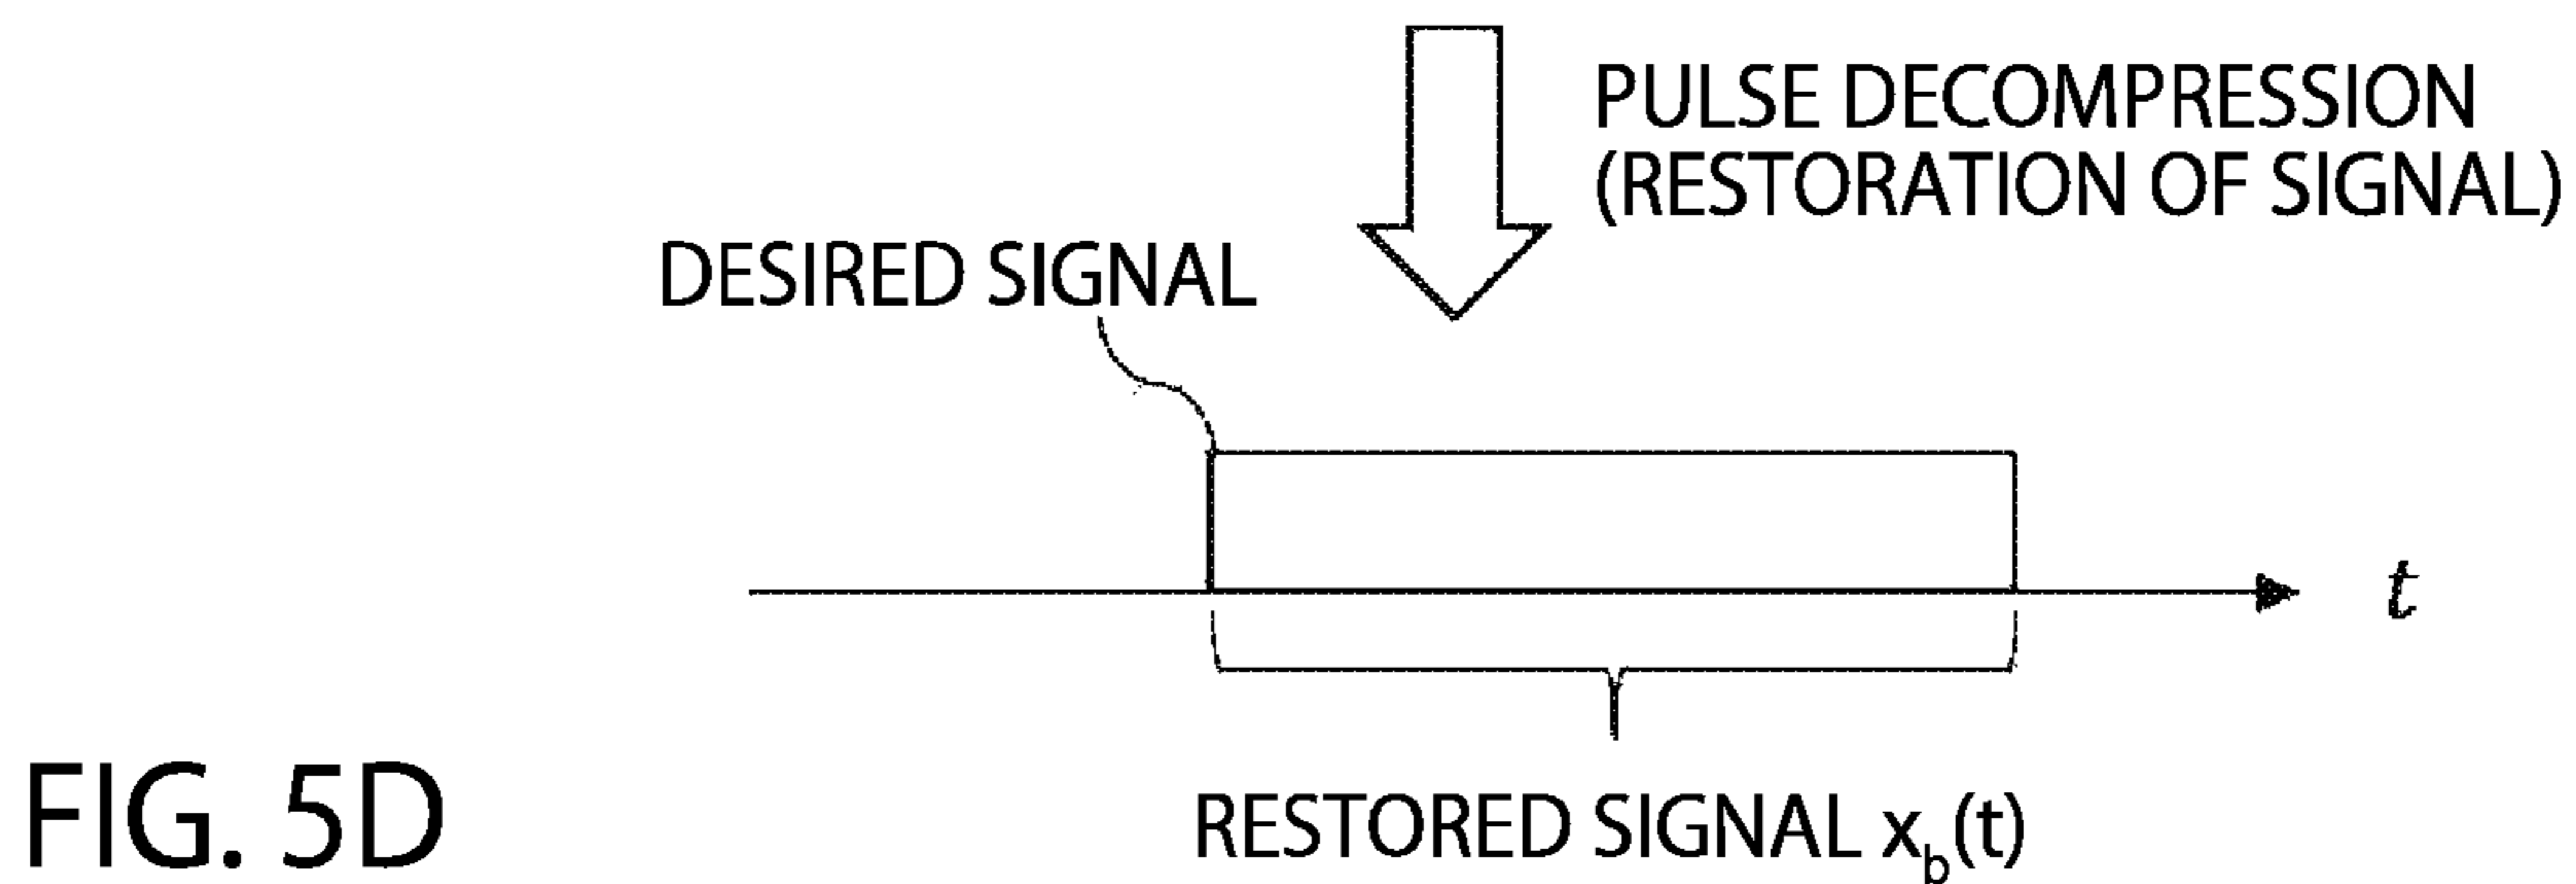 PULSE DECOMPRESSION
(RESTORATION OF SIGNAL)
DESIRED SIGNAL
t
RESTORED SIGNAL x_b(t)
FIG. 5D